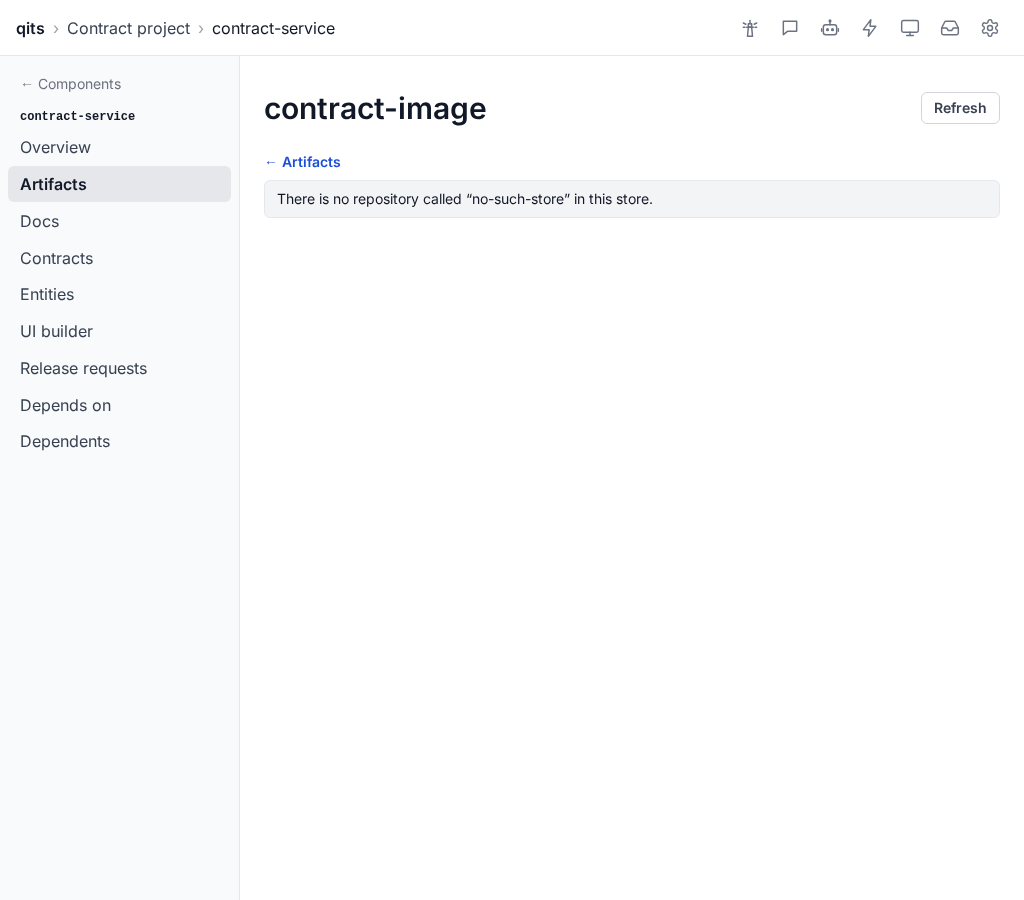 qits › Contract project › contract-service
← Components
contract-service
Overview
Artifacts
Docs
Contracts
Entities
UI builder
Release requests
Depends on
Dependents
contract-image
Refresh
← Artifacts
There is no repository called “no-such-store” in this store.